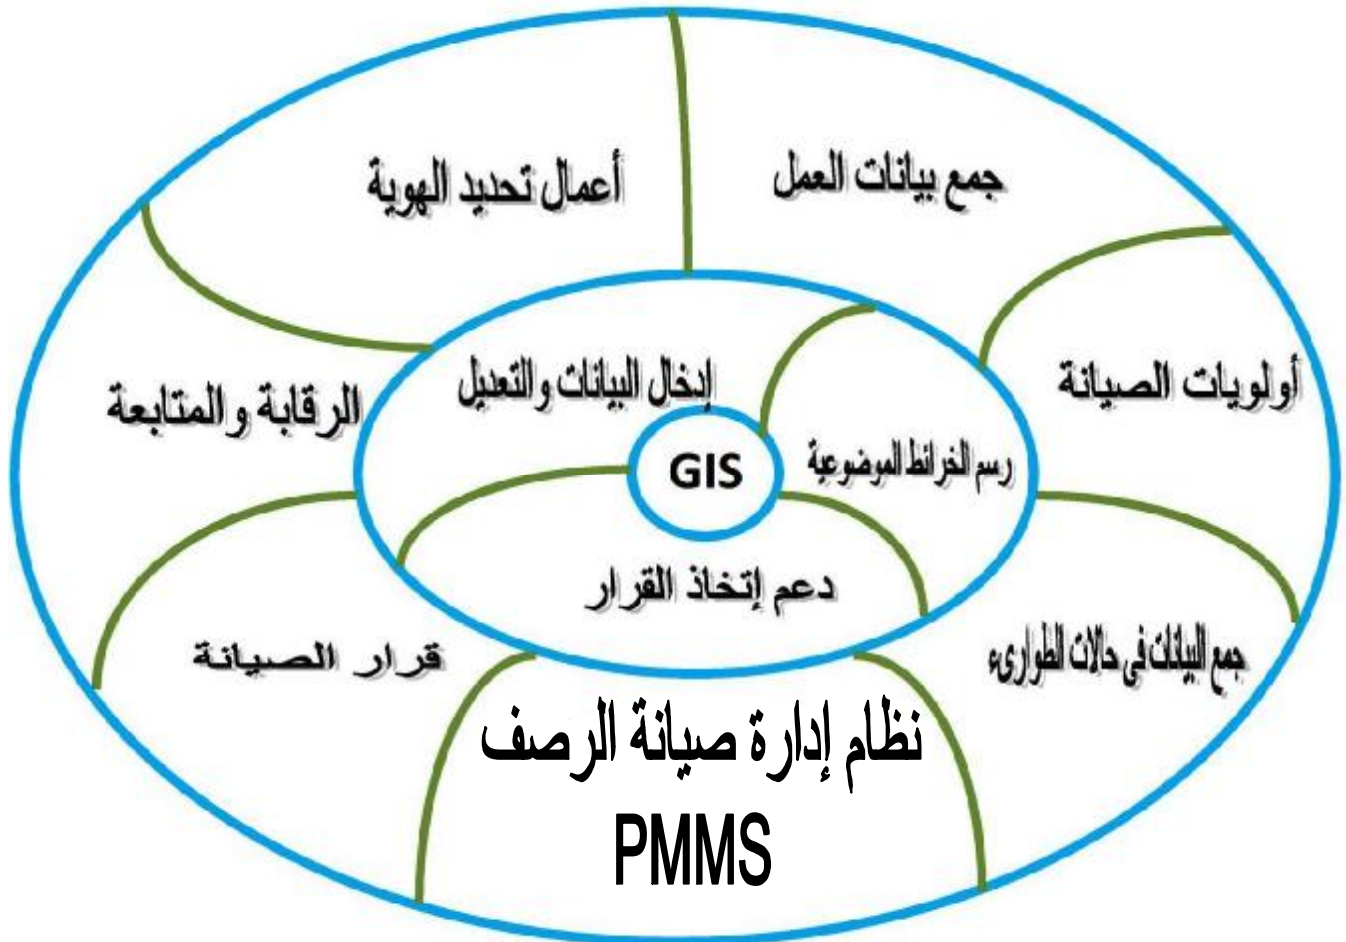 جمع بيانات العمل
أعمال تحديد الهوية
أولويات الصيانة
إدخال البيانات والتعديل
الرقابة والمتابعة
رسم الخرائط الموضوعية
GIS
دعم إتخاذ القرار
جمع البيانات فى حالات الطوارىء
قرار الصيانة
نظام إدارة صيانة الرصف
PMMS